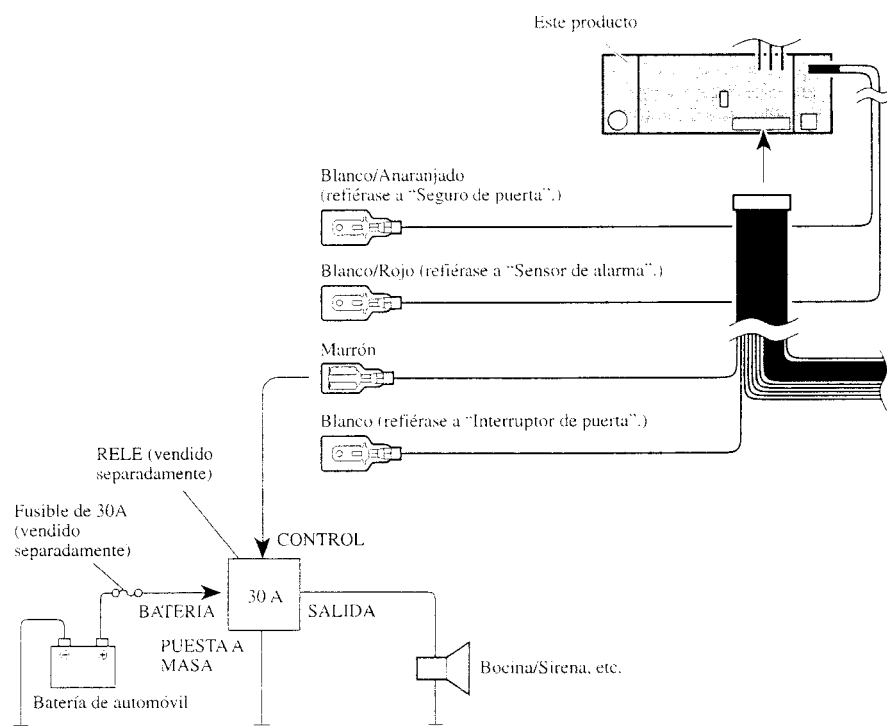 Este producto
Blanco/Anaranjado
(refiérase a "Seguro de puerta".)
Blanco/Rojo (refiérase a "Sensor de alarma".)
Marrón
Blanco (refiérase a "Interruptor de puerta".)
RELE (vendido
separadamente)
Fusible de 30A
(vendido
separadamente)
CONTROL
30 A
BATERIA
SALIDA
PUESTA A
MASA
Bocina/Sirena, etc.
Batería de automóvil